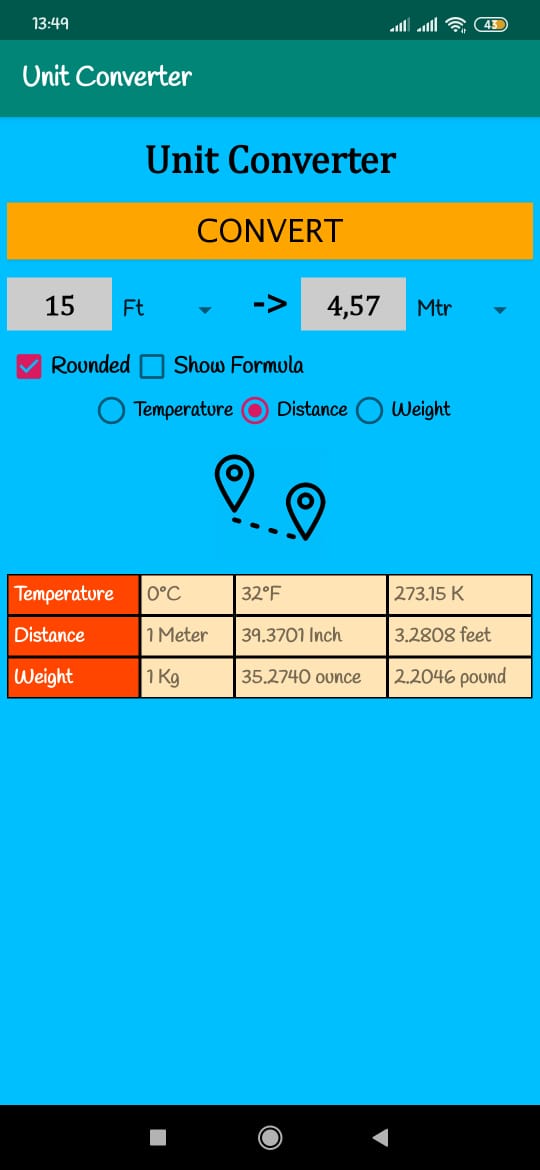 13:49 43
Unit Converter
Unit Converter
CONVERT
15 Ft -> 4,57 Mtr
Rounded Show Formula
Temperature Distance Weight
Temperature 0°C 32°F 273.15 K
Distance 1 Meter 39.3701 Inch 3.2808 feet
Weight 1 Kg 35.2740 ounce 2.2046 pound